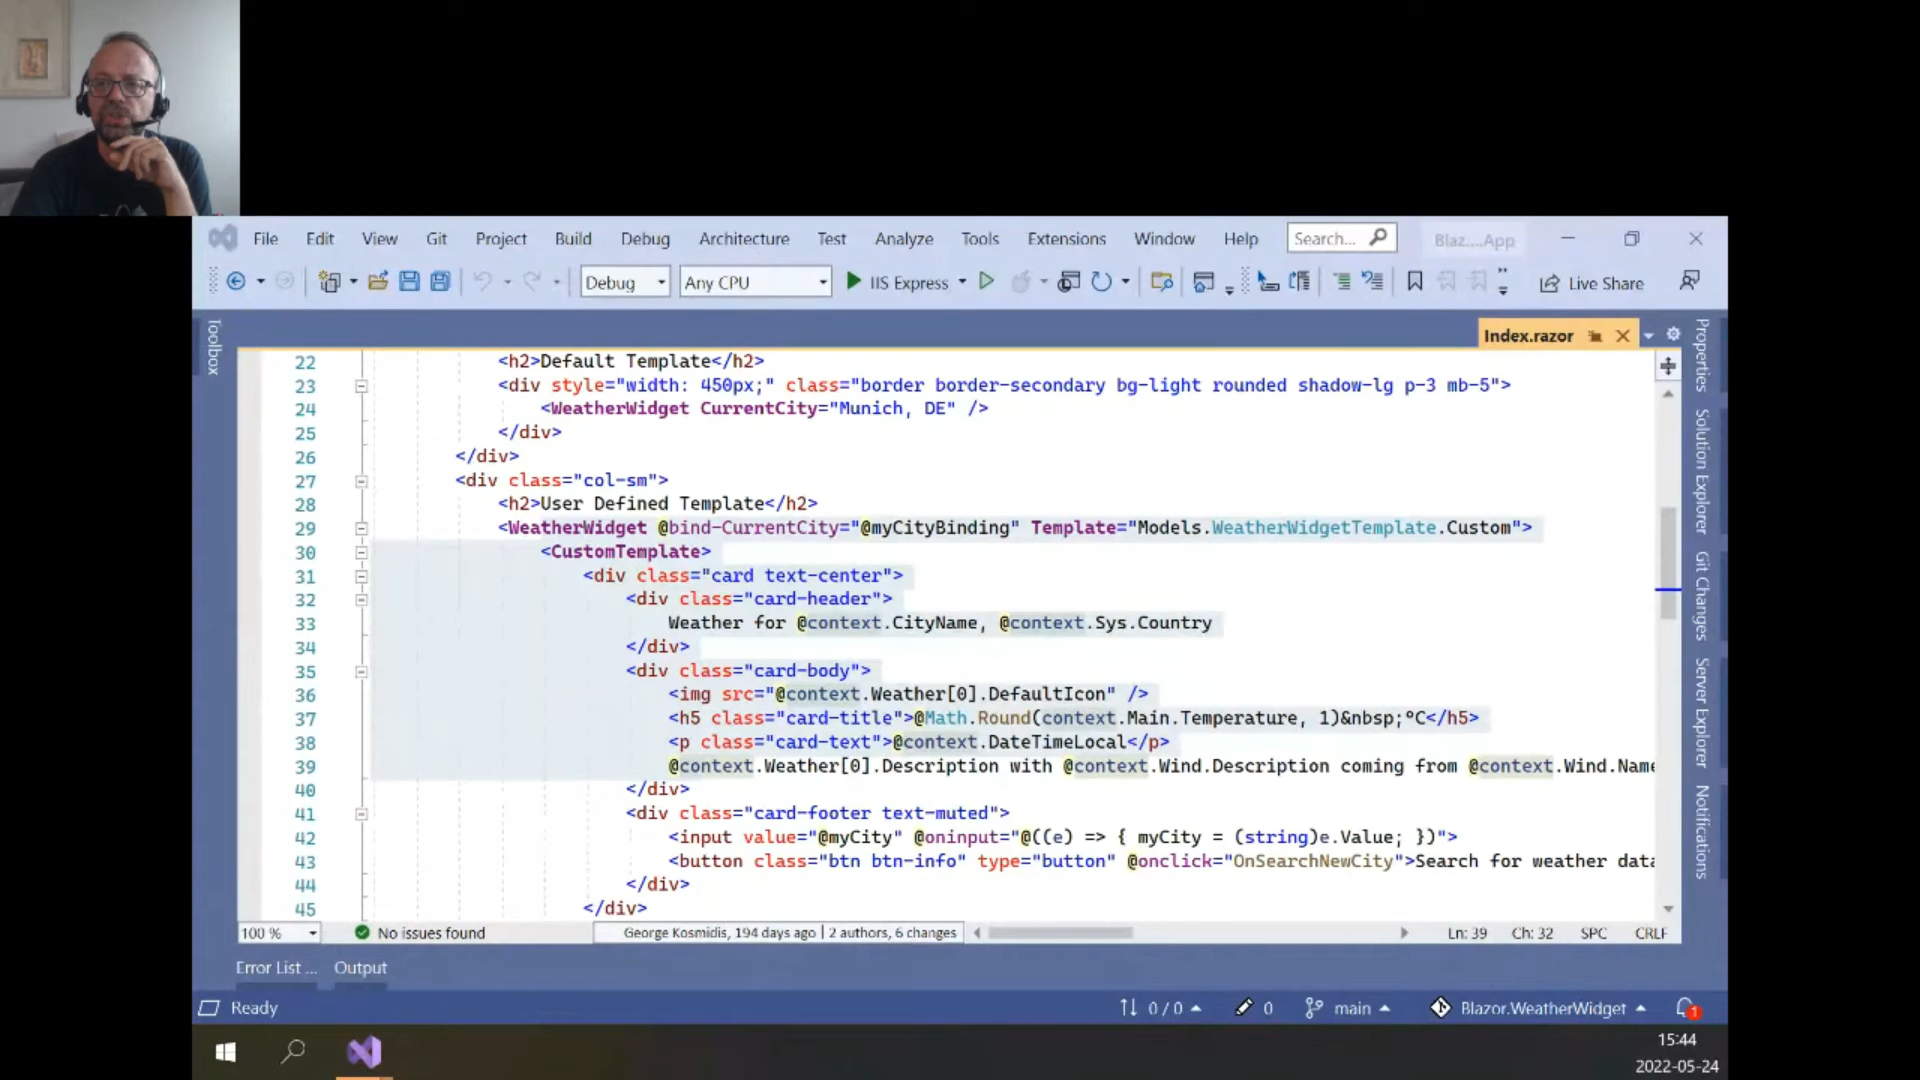 File Edit View Git Project Build Debug Architecture Test Analyze Tools Extensions Window Help Search... Blaz...App
Debug Any CPU IIS Express Live Share
Toolbox
Index.razor
22 <h2>Default Template</h2>
23 <div style="width: 450px;" class="border border-secondary bg-light rounded shadow-lg p-3 mb-5">
24 <WeatherWidget CurrentCity="Munich, DE" />
25 </div>
26 </div>
27 <div class="col-sm">
28 <h2>User Defined Template</h2>
29 <WeatherWidget @bind-CurrentCity="@myCityBinding" Template="Models.WeatherWidgetTemplate.Custom">
30 <CustomTemplate>
31 <div class="card text-center">
32 <div class="card-header">
33 Weather for @context.CityName, @context.Sys.Country
34 </div>
35 <div class="card-body">
36 <img src="@context.Weather[0].DefaultIcon" />
37 <h5 class="card-title">@Math.Round(context.Main.Temperature, 1)&nbsp;°C</h5>
38 <p class="card-text">@context.DateTimeLocal</p>
39 @context.Weather[0].Description with @context.Wind.Description coming from @context.Wind.Name
40 </div>
41 <div class="card-footer text-muted">
42 <input value="@myCity" @oninput="@((e) => { myCity = (string)e.Value; })">
43 <button class="btn btn-info" type="button" @onclick="OnSearchNewCity">Search for weather data
44 </div>
45 </div>
Properties
Solution Explorer
Git Changes
Server Explorer
Notifications
100 % No issues found George Kosmidis, 194 days ago | 2 authors, 6 changes Ln: 39 Ch: 32 SPC CRLF
Error List ... Output
Ready 0 / 0 0 main Blazor.WeatherWidget 1
15:44
2022-05-24